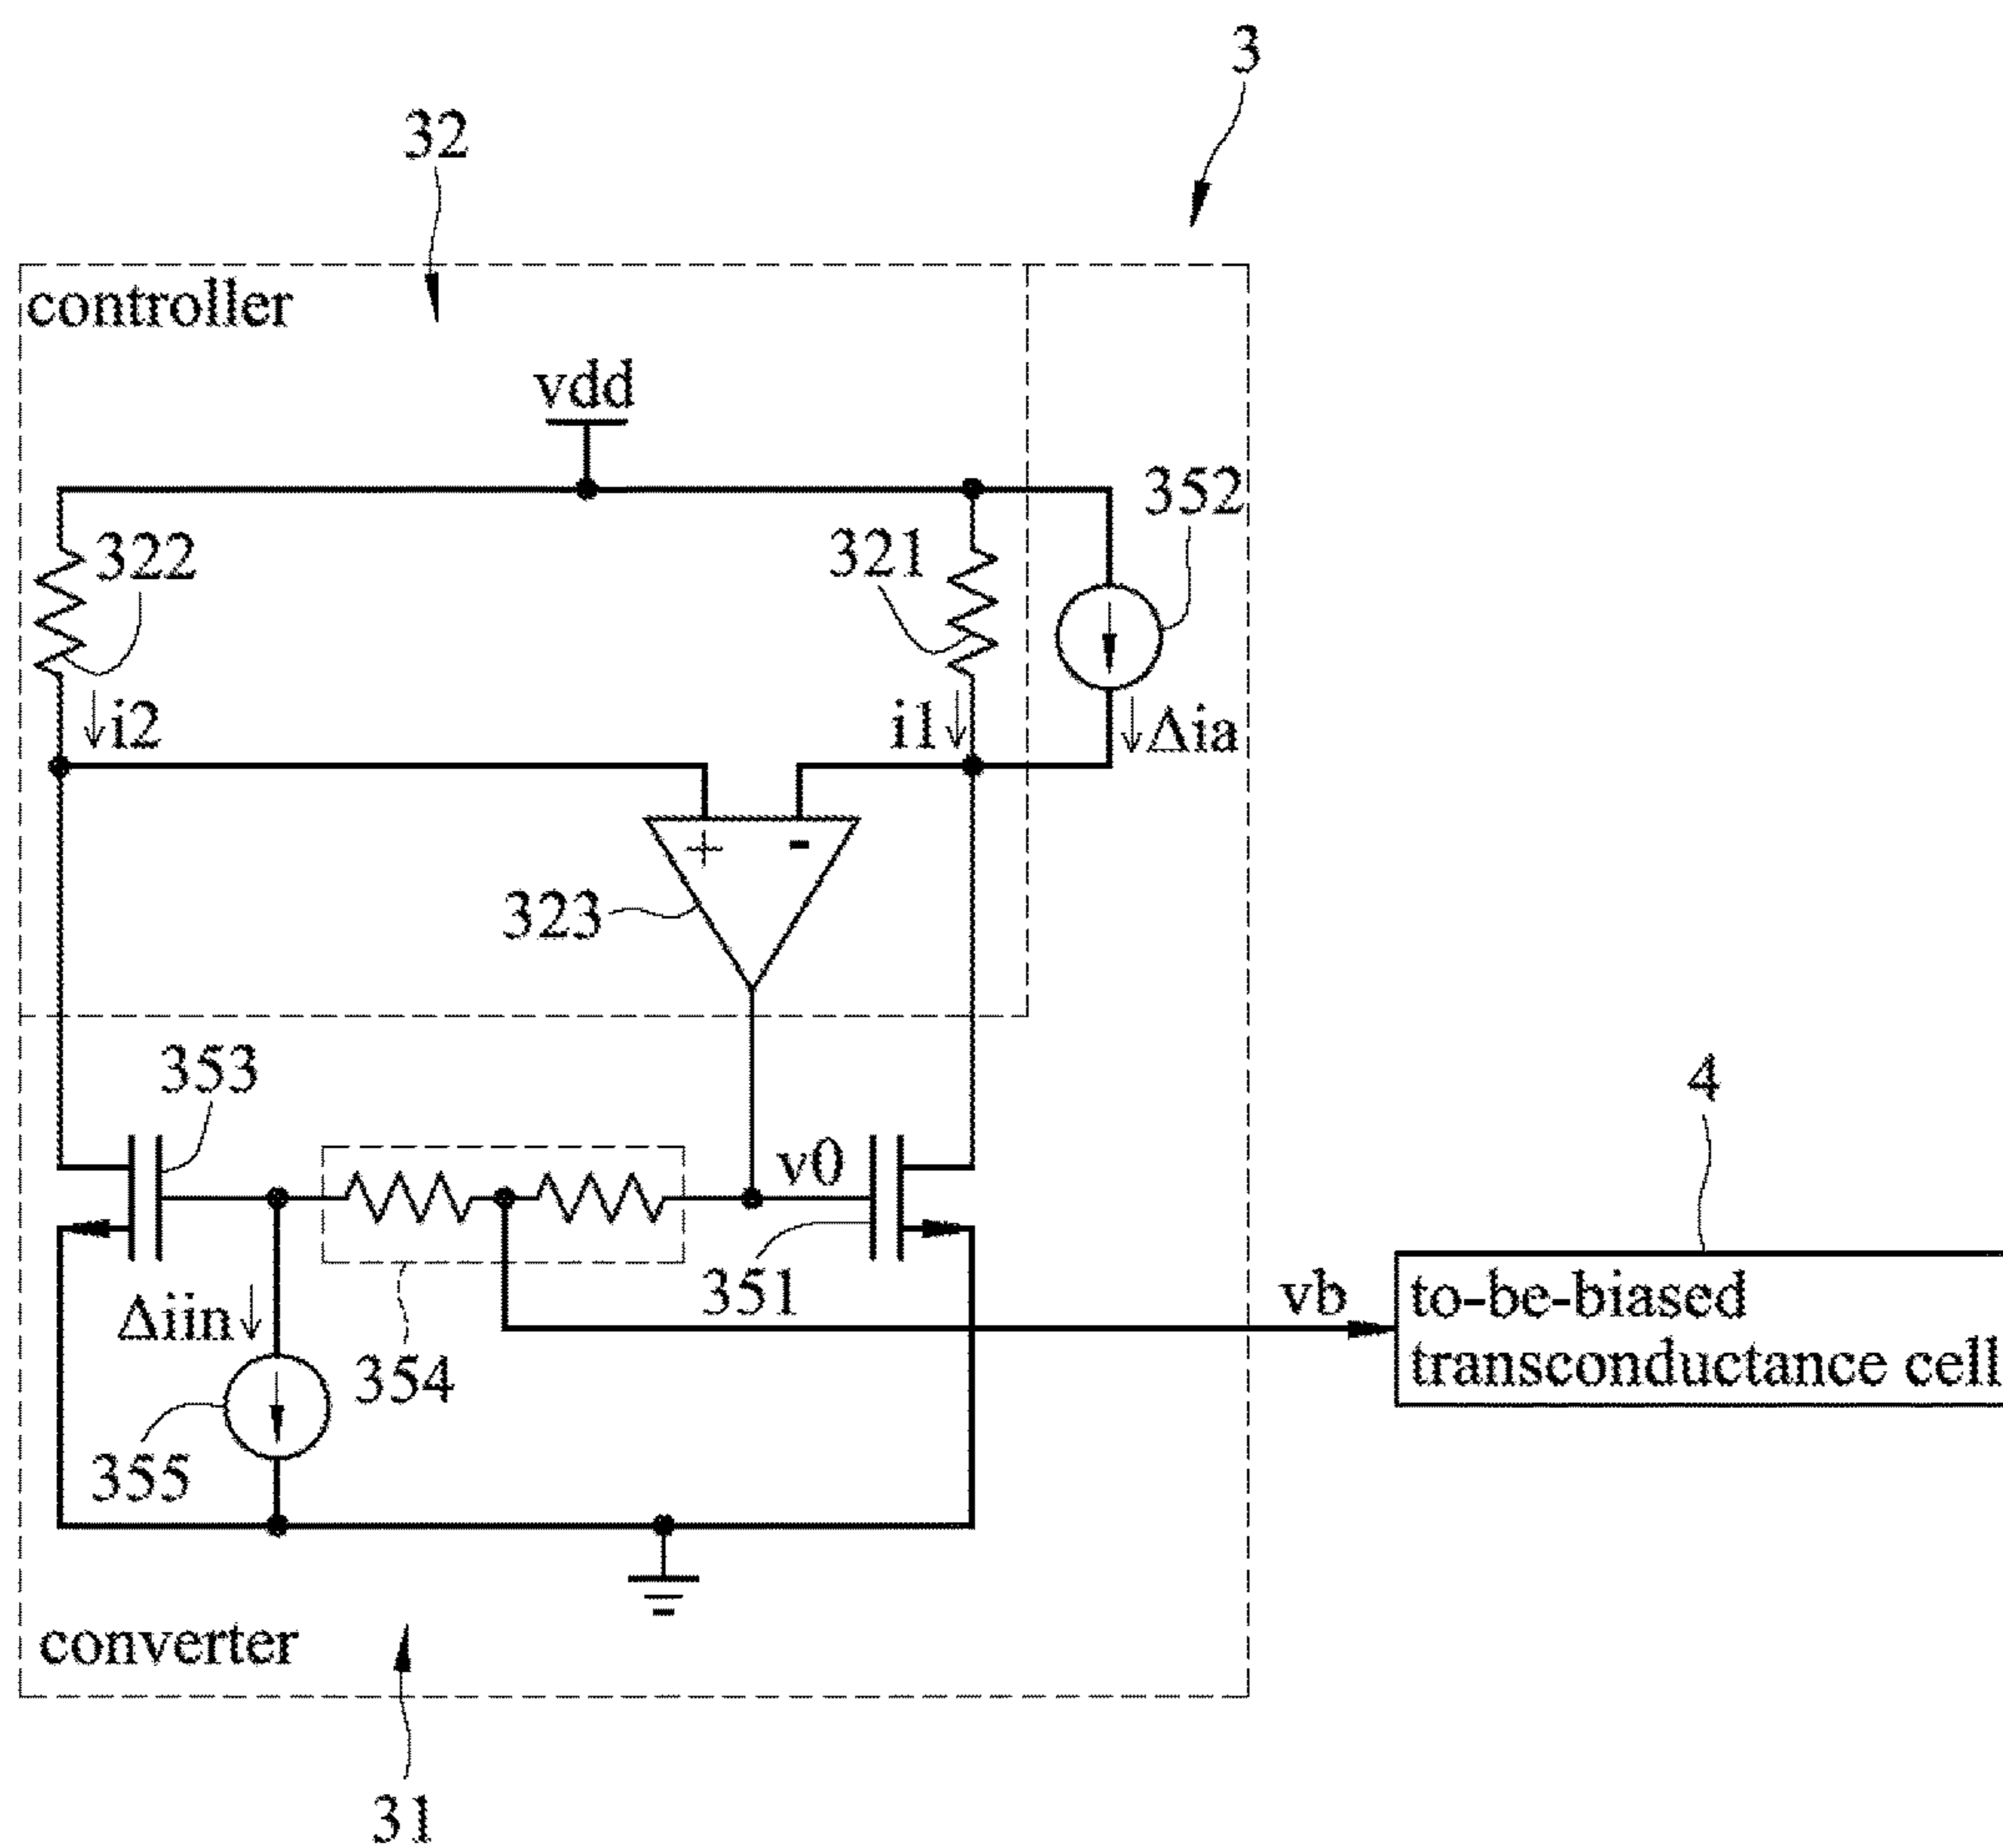 3
32
controller
vdd
352
322
321
i2
i1
Δia
+
-
323
353
v0
4
351
Δiin
354
vb
to-be-biased
transconductance cell
355
converter
31